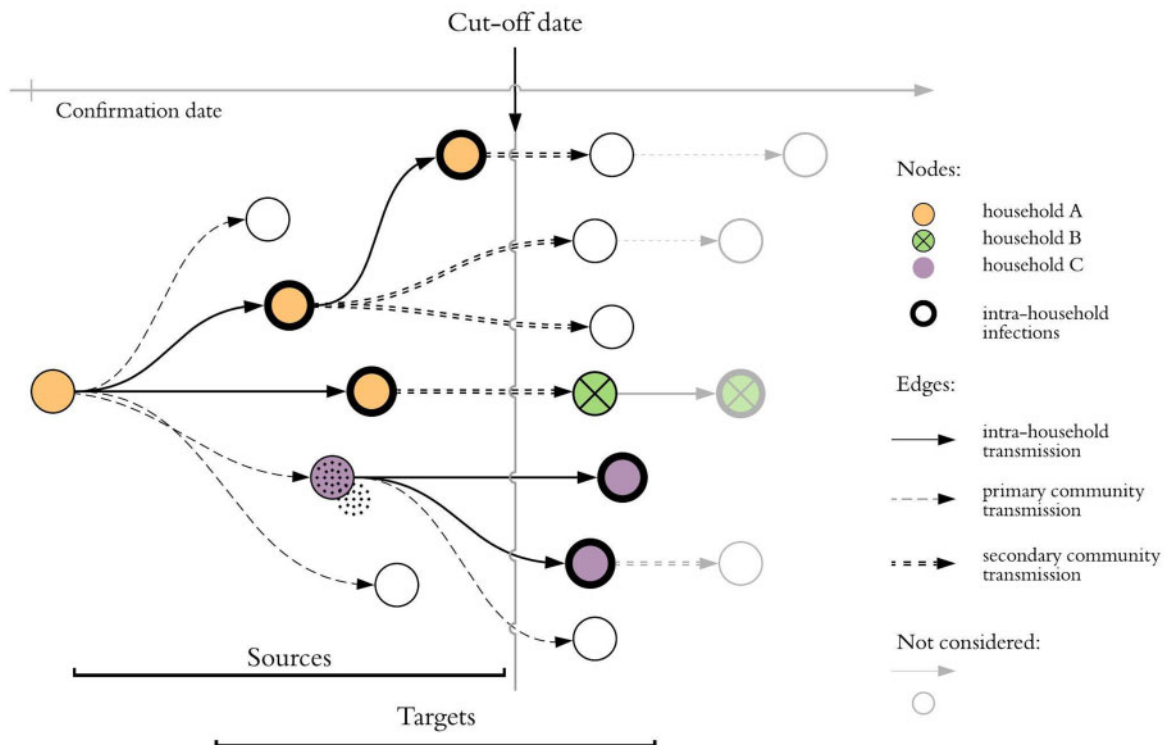 Cut-off date
Confirmation date
Nodes:
household A
household B
household C
intra-household
infections
Edges:
intra-household
transmission
primary community
transmission
secondary community
transmission
Not considered:
Sources
Targets